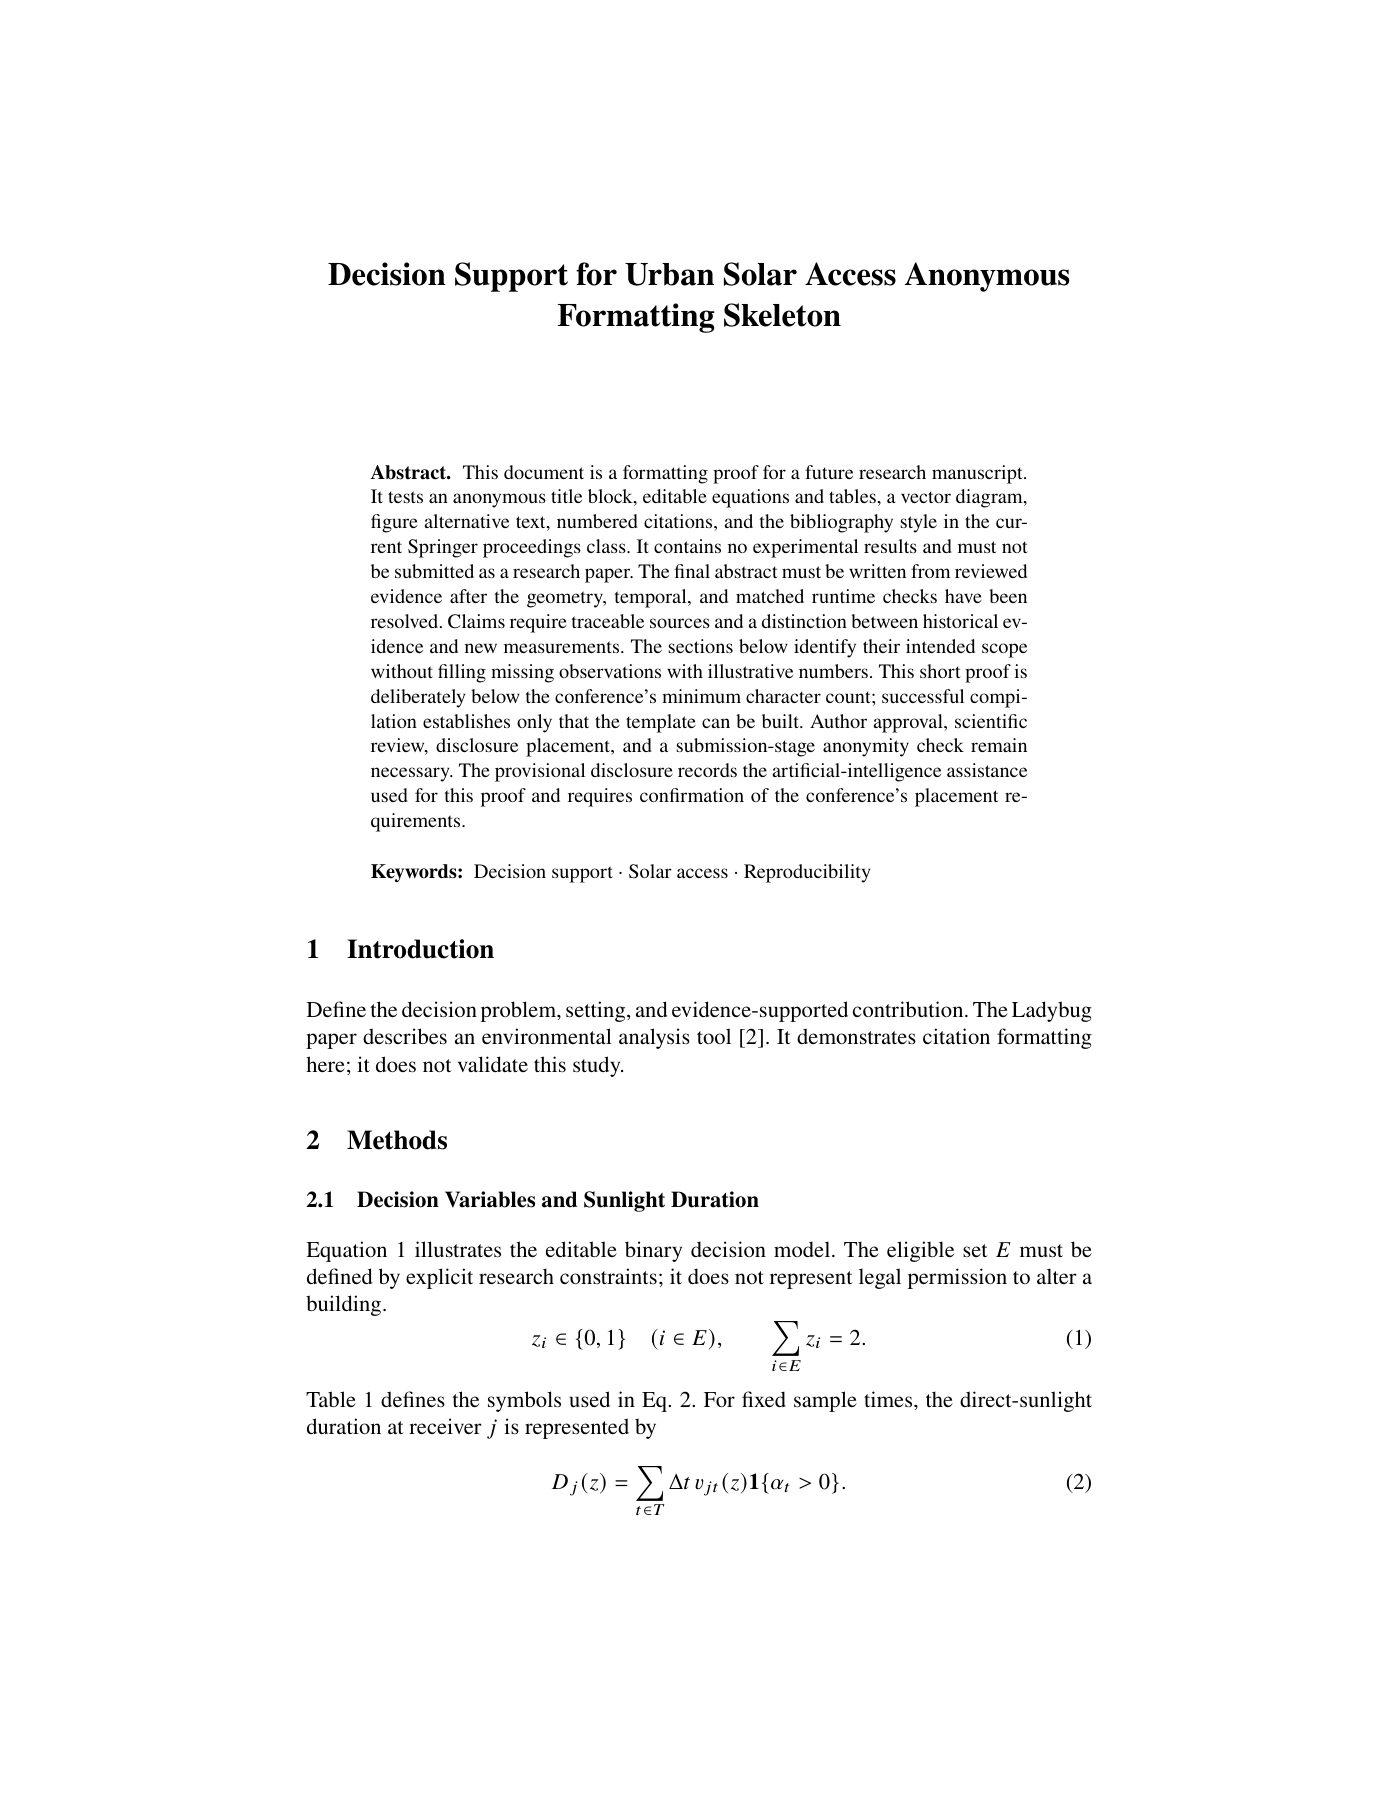 Decision Support for Urban Solar Access Anonymous
Formatting Skeleton
Abstract. This document is a formatting proof for a future research manuscript.
It tests an anonymous title block, editable equations and tables, a vector diagram,
figure alternative text, numbered citations, and the bibliography style in the cur-
rent Springer proceedings class. It contains no experimental results and must not
be submitted as a research paper. The final abstract must be written from reviewed
evidence after the geometry, temporal, and matched runtime checks have been
resolved. Claims require traceable sources and a distinction between historical ev-
idence and new measurements. The sections below identify their intended scope
without filling missing observations with illustrative numbers. This short proof is
deliberately below the conference's minimum character count; successful compi-
lation establishes only that the template can be built. Author approval, scientific
review, disclosure placement, and a submission-stage anonymity check remain
necessary. The provisional disclosure records the artificial-intelligence assistance
used for this proof and requires confirmation of the conference's placement re-
quirements.
Keywords: Decision support · Solar access · Reproducibility
1 Introduction
Define the decision problem, setting, and evidence-supported contribution. The Ladybug
paper describes an environmental analysis tool [2]. It demonstrates citation formatting
here; it does not validate this study.
2 Methods
2.1 Decision Variables and Sunlight Duration
Equation 1 illustrates the editable binary decision model. The eligible set E must be
defined by explicit research constraints; it does not represent legal permission to alter a
building.
z_i ∈ {0, 1} (i ∈ E), ∑_{i∈E} z_i = 2. (1)
Table 1 defines the symbols used in Eq. 2. For fixed sample times, the direct-sunlight
duration at receiver j is represented by
D_j(z) = ∑_{t∈T} Δt v_{jt}(z)1{α_t > 0}. (2)